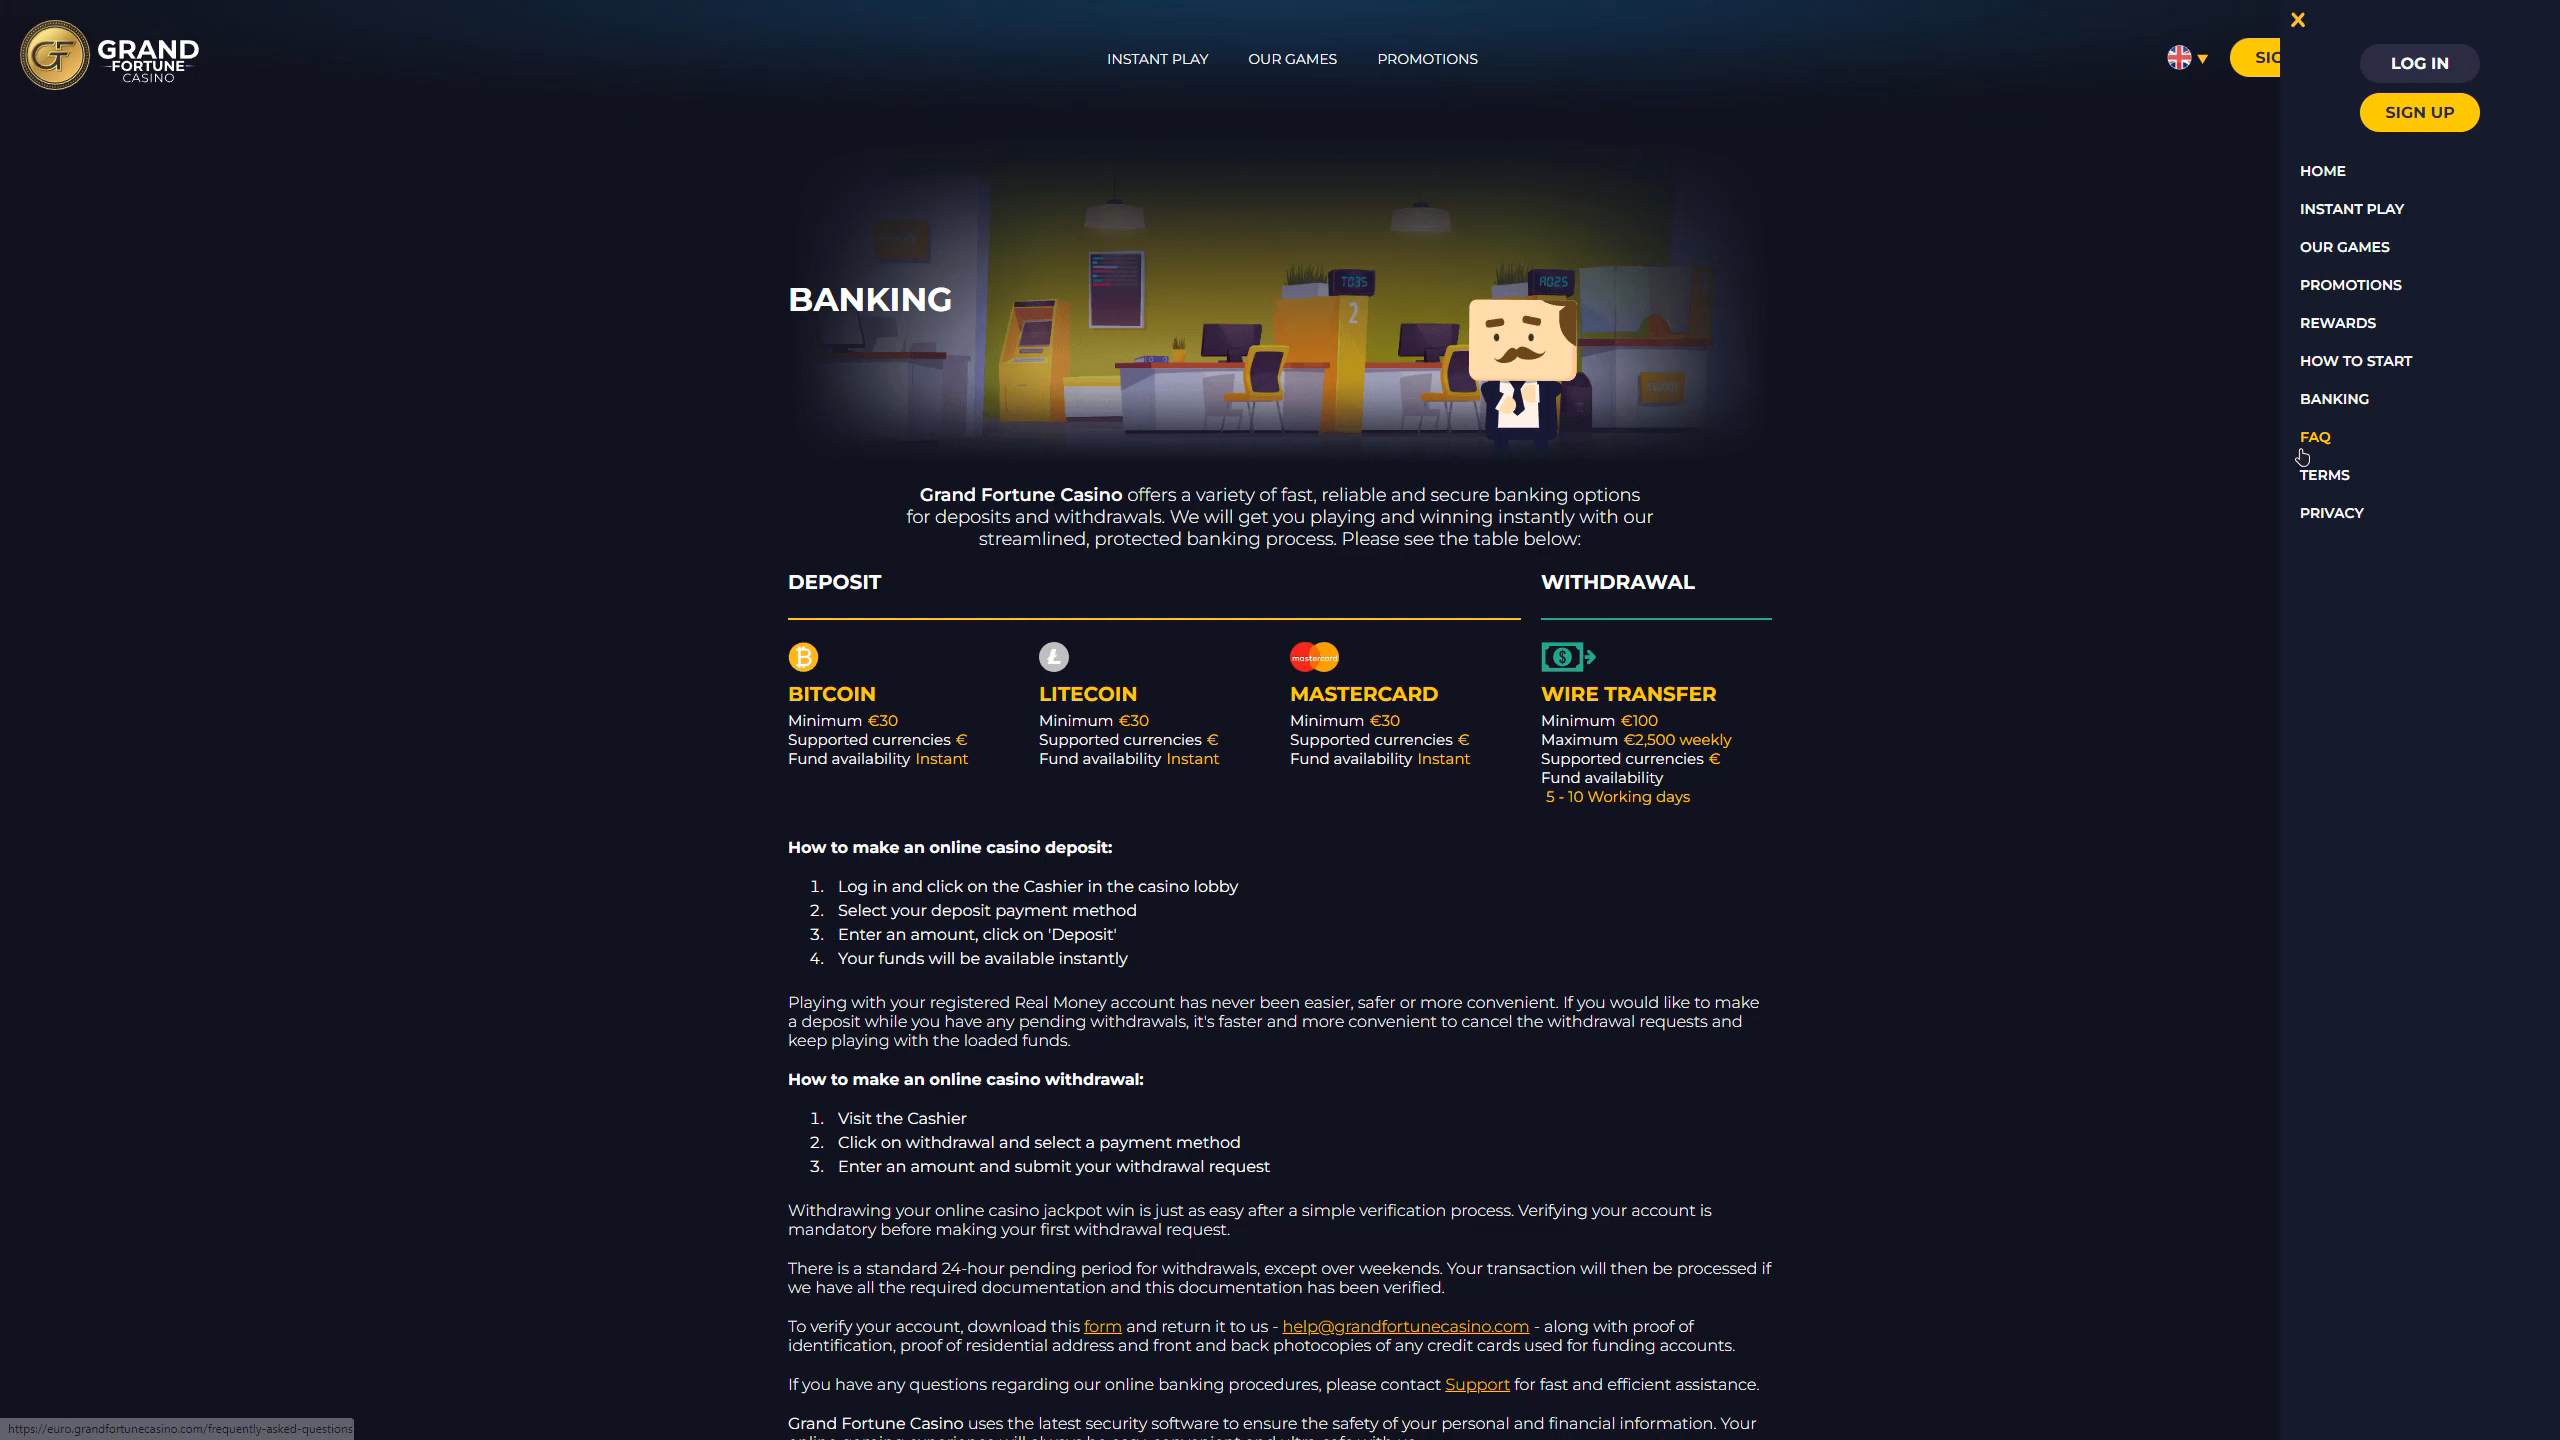 GRAND
FORTUNE
CASINO
INSTANT PLAY
OUR GAMES
PROMOTIONS
LOG IN
SIGN UP
HOME
INSTANT PLAY
OUR GAMES
PROMOTIONS
REWARDS
HOW TO START
BANKING
FAQ
TERMS
PRIVACY
BANKING
T035
A025
2
Grand Fortune Casino offers a variety of fast, reliable and secure banking options
for deposits and withdrawals. We will get you playing and winning instantly with our
streamlined, protected banking process. Please see the table below:
DEPOSIT
BITCOIN
Minimum €30
Supported currencies €
Fund availability Instant
LITECOIN
Minimum €30
Supported currencies €
Fund availability Instant
mastercard
MASTERCARD
Minimum €30
Supported currencies €
Fund availability Instant
WITHDRAWAL
WIRE TRANSFER
Minimum €100
Maximum €2,500 weekly
Supported currencies €
Fund availability
5 - 10 Working days
How to make an online casino deposit:
1. Log in and click on the Cashier in the casino lobby
2. Select your deposit payment method
3. Enter an amount, click on 'Deposit'
4. Your funds will be available instantly
Playing with your registered Real Money account has never been easier, safer or more convenient. If you would like to make
a deposit while you have any pending withdrawals, it's faster and more convenient to cancel the withdrawal requests and
keep playing with the loaded funds.
How to make an online casino withdrawal:
1. Visit the Cashier
2. Click on withdrawal and select a payment method
3. Enter an amount and submit your withdrawal request
Withdrawing your online casino jackpot win is just as easy after a simple verification process. Verifying your account is
mandatory before making your first withdrawal request.
There is a standard 24-hour pending period for withdrawals, except over weekends. Your transaction will then be processed if
we have all the required documentation and this documentation has been verified.
To verify your account, download this form and return it to us - help@grandfortunecasino.com - along with proof of
identification, proof of residential address and front and back photocopies of any credit cards used for funding accounts.
If you have any questions regarding our online banking procedures, please contact Support for fast and efficient assistance.
Grand Fortune Casino uses the latest security software to ensure the safety of your personal and financial information. Your
https://euro.grandfortunecasino.com/frequently-asked-questions